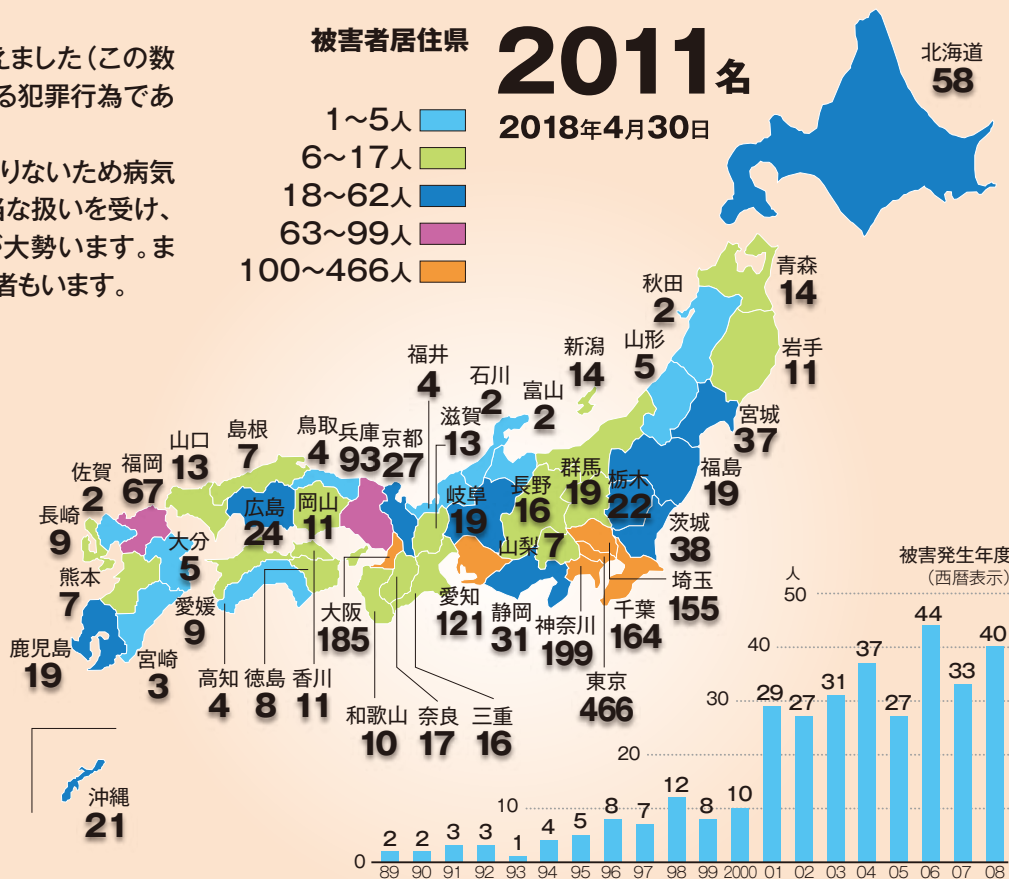 えました（この数
る犯罪行為であ
りないため病気
当な扱いを受け、
が大勢います。ま
者もいます。
被害者居住県
2011名
2018年4月30日
1〜5人
6〜17人
18〜62人
63〜99人
100〜466人
北海道
58
青森
14
秋田
2
岩手
11
山形
5
宮城
37
新潟
14
福島
19
福井
4
石川
2
富山
2
滋賀
13
群馬
19
栃木
22
長野
16
岐阜
19
山梨 7
茨城
38
埼玉
155
千葉
164
東京
466
神奈川
199
静岡
31
愛知
121
三重
16
奈良
17
和歌山
10
大阪
185
京都
27
兵庫
93
鳥取
4
島根
7
岡山
11
広島
24
山口
13
香川
11
徳島
8
高知
4
愛媛
9
福岡
67
佐賀
2
長崎
9
大分
5
熊本
7
宮崎
3
鹿児島
19
沖縄
21
被害発生年度
（西暦表示）
人
50
40
30
20
10
0
2 2 3 3 1 4 5 8 7 12 8 10 29 27 31 37 27 44 33 40
89 90 91 92 93 94 95 96 97 98 99 2000 01 02 03 04 05 06 07 08